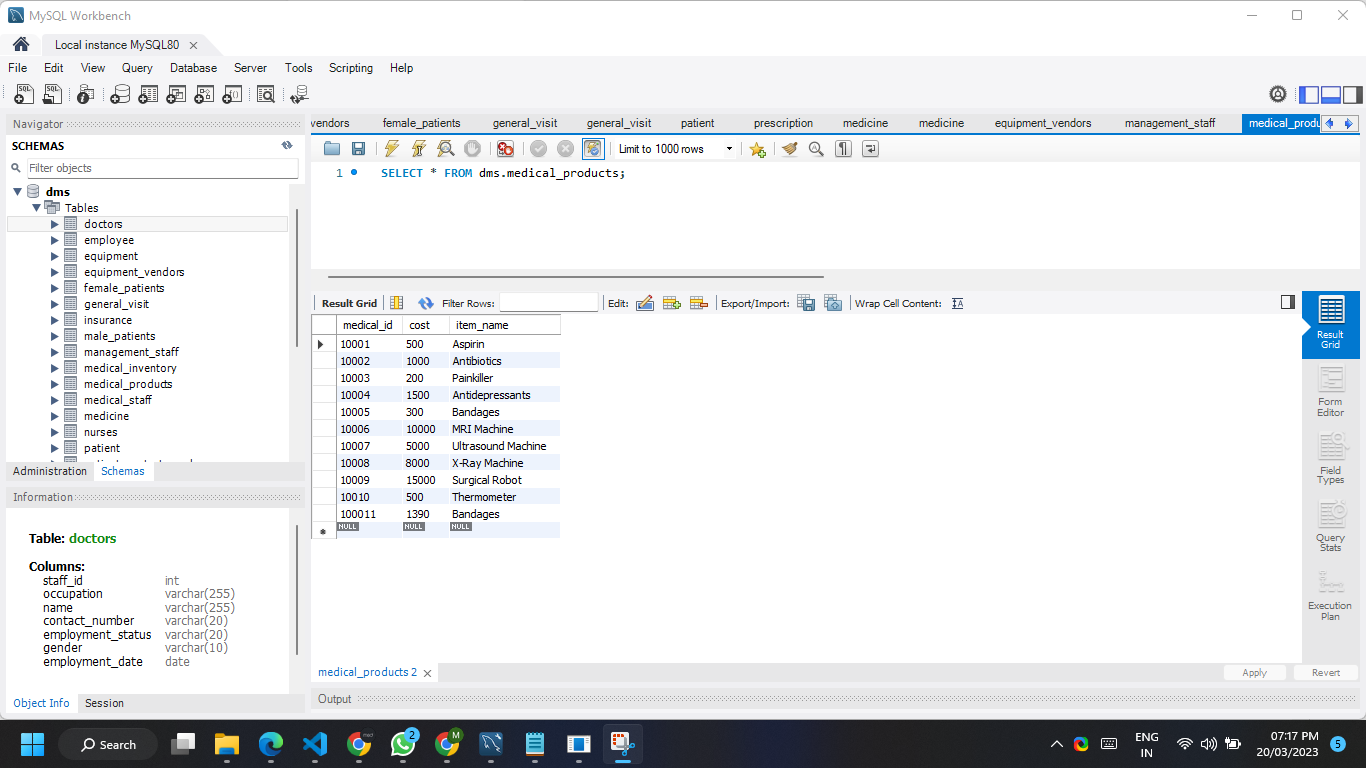 MySQL Workbench
Local instance MySQL80
File Edit View Query Database Server Tools Scripting Help
Navigator
SCHEMAS
Filter objects
dms
Tables
doctors
employee
equipment
equipment_vendors
female_patients
general_visit
insurance
male_patients
management_staff
medical_inventory
medical_products
medical_staff
medicine
nurses
patient
Administration Schemas
Information
Table: doctors
Columns:
staff_id int
occupation varchar(255)
name varchar(255)
contact_number varchar(20)
employment_status varchar(20)
gender varchar(10)
employment_date date
Object Info Session
vendors female_patients general_visit general_visit patient prescription medicine medicine equipment_vendors management_staff medical_produ
Limit to 1000 rows
1 SELECT * FROM dms.medical_products;
Result Grid Filter Rows: Edit: Export/Import: Wrap Cell Content:
medical_id cost item_name
10001 500 Aspirin
10002 1000 Antibiotics
10003 200 Painkiller
10004 1500 Antidepressants
10005 300 Bandages
10006 10000 MRI Machine
10007 5000 Ultrasound Machine
10008 8000 X-Ray Machine
10009 15000 Surgical Robot
10010 500 Thermometer
100011 1390 Bandages
NULL NULL NULL
Result
Grid
Form
Editor
Field
Types
Query
Stats
Execution
Plan
medical_products 2
Apply Revert
Output
Search
2
M
ENG
IN
07:17 PM
20/03/2023
5